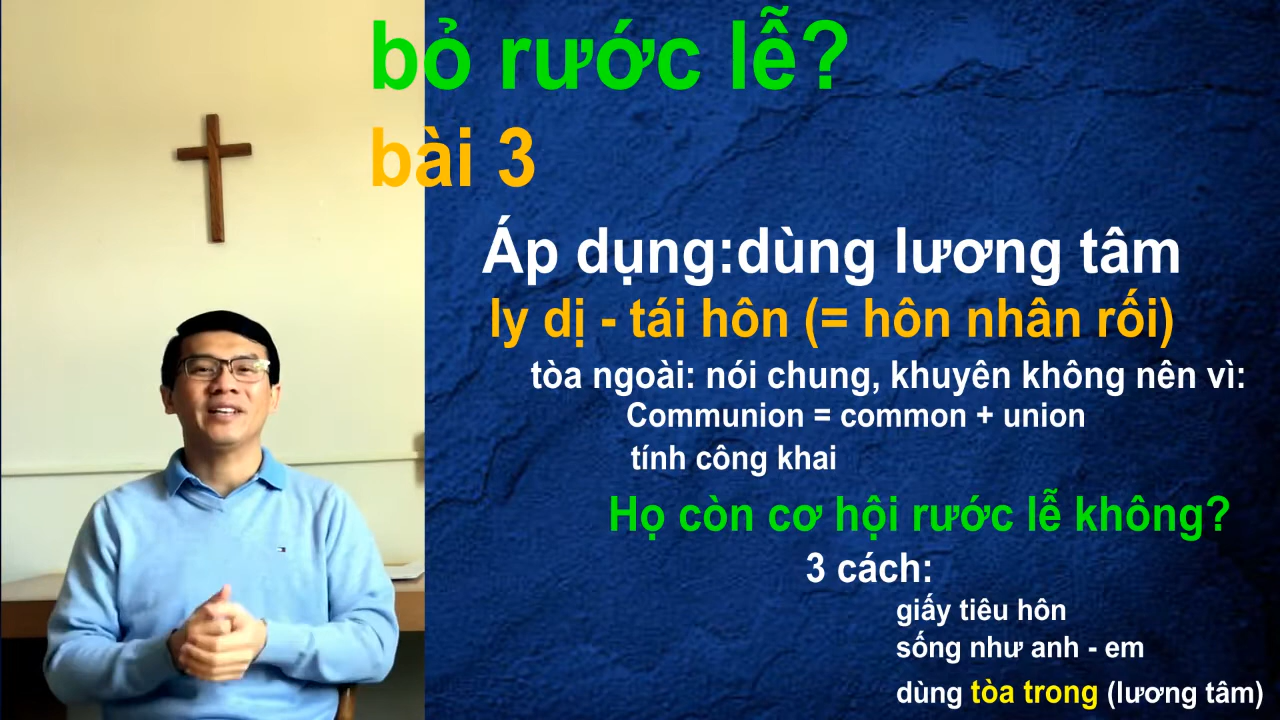 bỏ rước lễ?
bài 3
Áp dụng:dùng lương tâm
ly dị - tái hôn (= hôn nhân rối)
tòa ngoài: nói chung, khuyên không nên vì:
Communion = common + union
tính công khai
Họ còn cơ hội rước lễ không?
3 cách:
giấy tiêu hôn
sống như anh - em
dùng tòa trong (lương tâm)